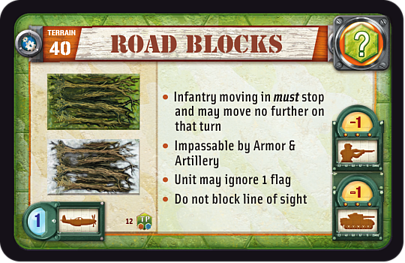 TERRAIN
40
ROAD BLOCKS
?
• Infantry moving in must stop
and may move no further on
that turn
• Impassable by Armor &
Artillery
• Unit may ignore 1 flag
• Do not block line of sight
-1
-1
1
12